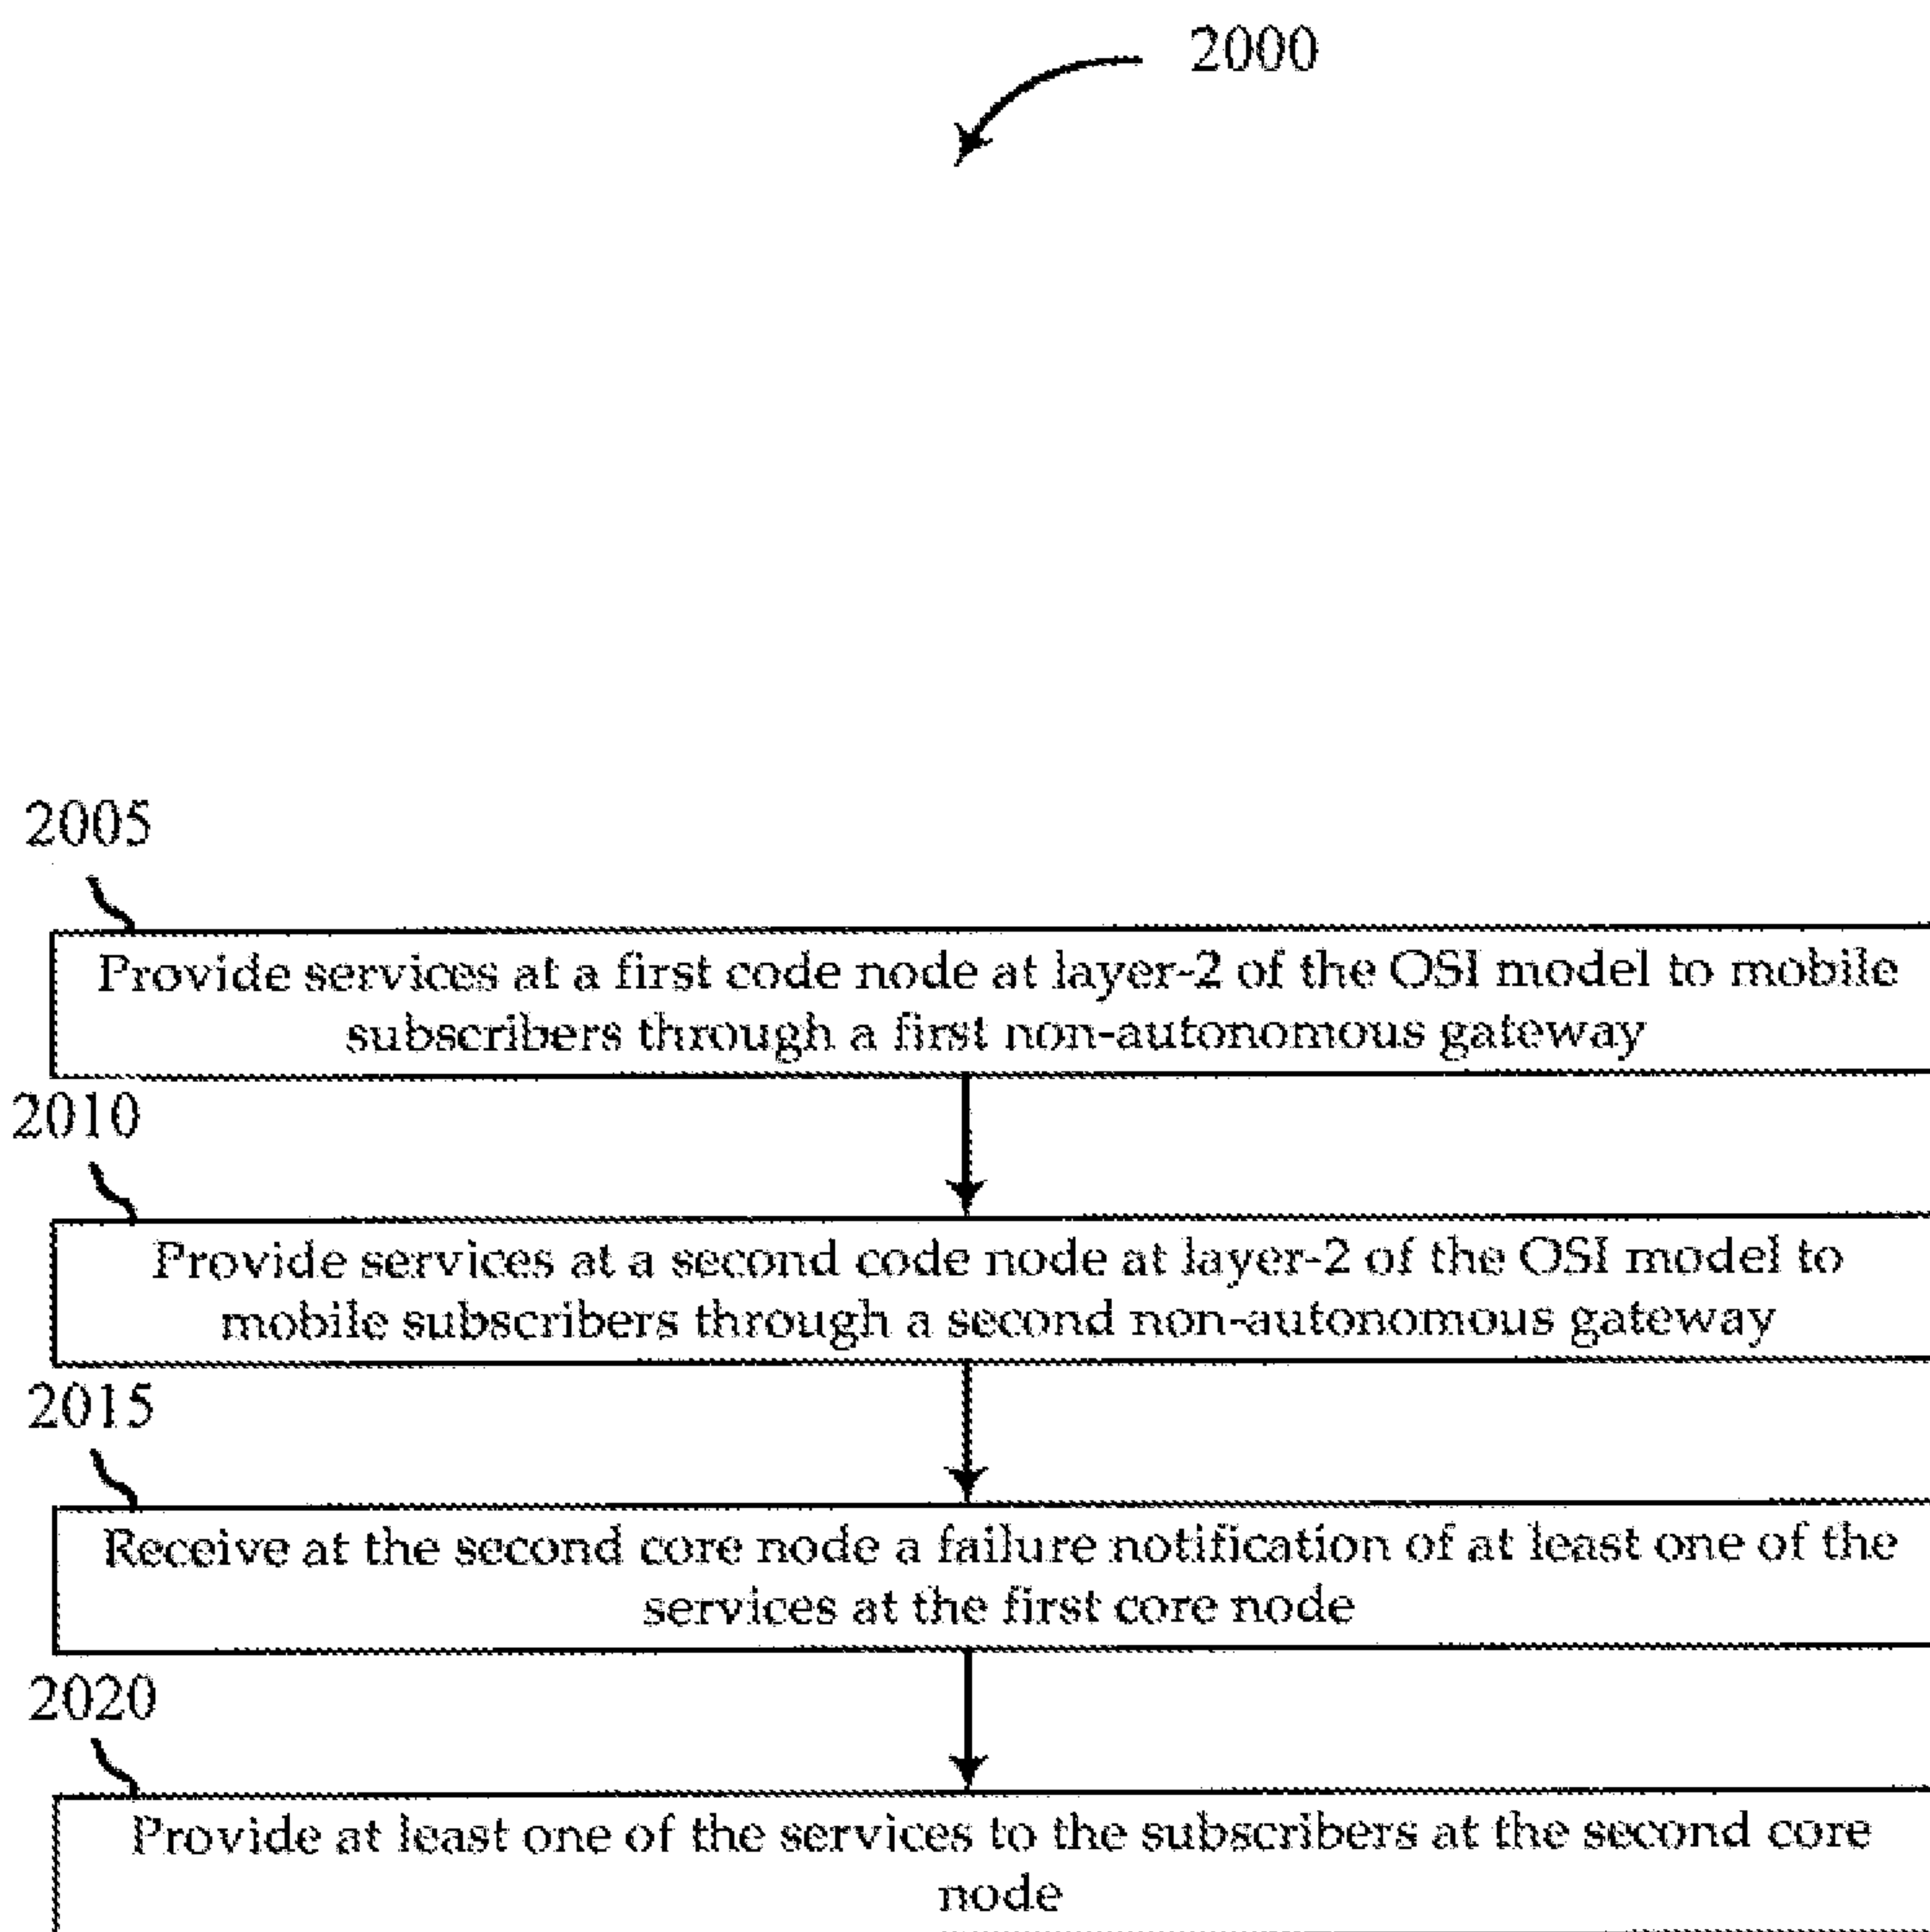 2000
2005
Provide services at a first code node at layer-2 of the OSI model to mobile
subscribers through a first non-autonomous gateway
2010
Provide services at a second code node at layer-2 of the OSI model to
mobile subscribers through a second non-autonomous gateway
2015
Receive at the second core node a failure notification of at least one of the
services at the first core node
2020
Provide at least one of the services to the subscribers at the second core
node